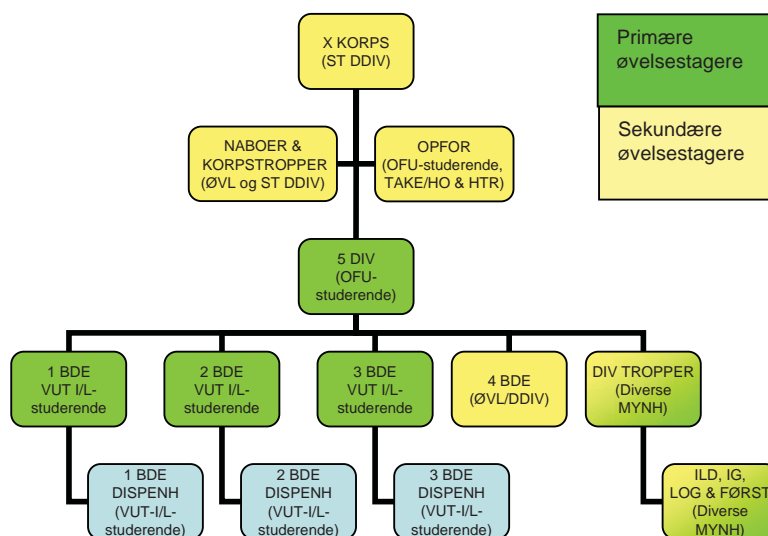 X KORPS
(ST DDIV)
Primære
øvelsestagere
Sekundære
øvelsestagere
NABOER &
KORPSTROPPER
(ØVL og ST DDIV)
OPFOR
(OFU-studerende,
TAKE/HO & HTR)
5 DIV
(OFU-
studerende)
1 BDE
VUT I/L-
studerende
2 BDE
VUT I/L-
studerende
3 BDE
VUT I/L-
studerende
4 BDE
(ØVL/DDIV)
DIV TROPPER
(Diverse
MYNH)
1 BDE
DISPENH
(VUT-I/L-
studerende)
2 BDE
DISPENH
(VUT-I/L-
studerende)
3 BDE
DISPENH
(VUT-I/L-
studerende)
ILD, IG,
LOG & FØRST
(Diverse
MYNH)